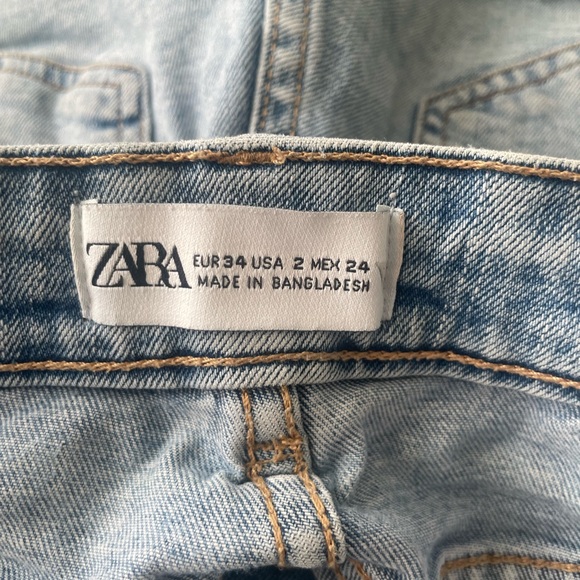 ZARA
EUR 34 USA 2 MEX 24
MADE IN BANGLADESH